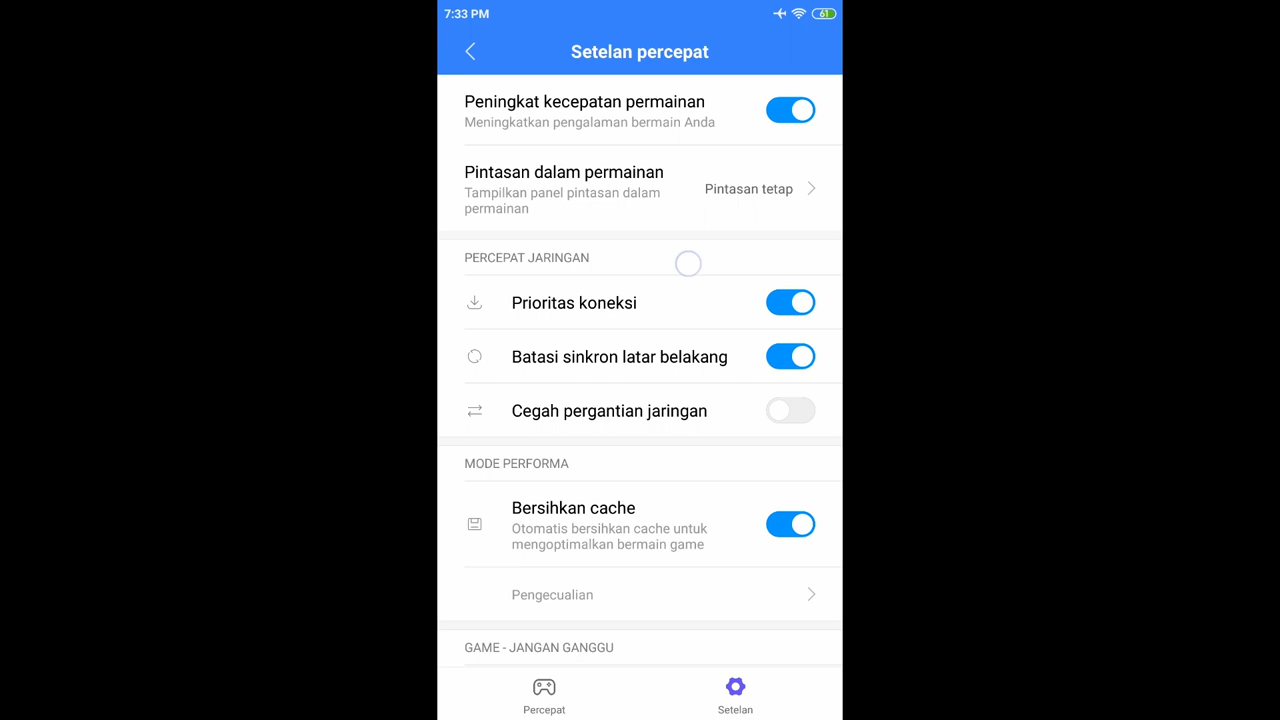 7:33 PM
61
Setelan percepat
Peningkat kecepatan permainan
Meningkatkan pengalaman bermain Anda
Pintasan dalam permainan
Tampilkan panel pintasan dalam
permainan
Pintasan tetap
PERCEPAT JARINGAN
Prioritas koneksi
Batasi sinkron latar belakang
Cegah pergantian jaringan
MODE PERFORMA
Bersihkan cache
Otomatis bersihkan cache untuk
mengoptimalkan bermain game
Pengecualian
GAME - JANGAN GANGGU
Percepat
Setelan